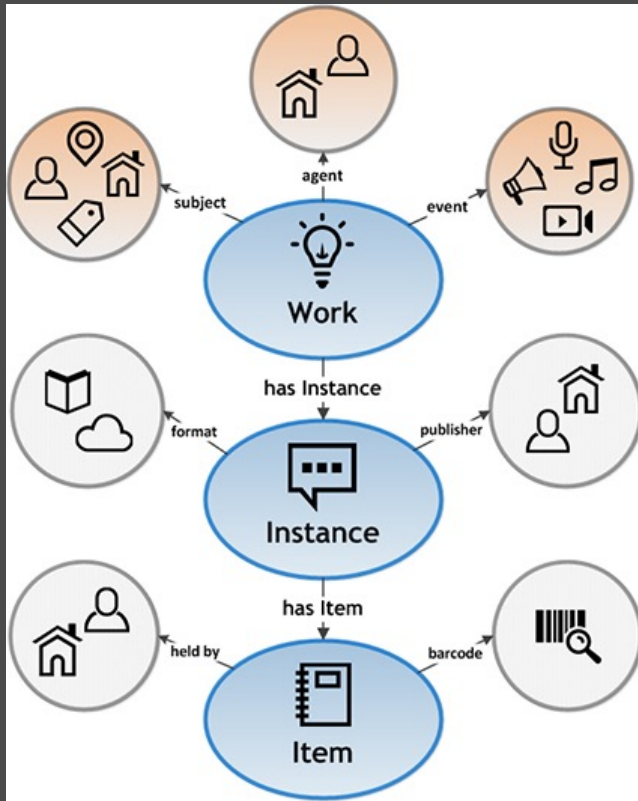 agent
subject
event
Work
has Instance
format
publisher
Instance
has Item
held by
barcode
Item